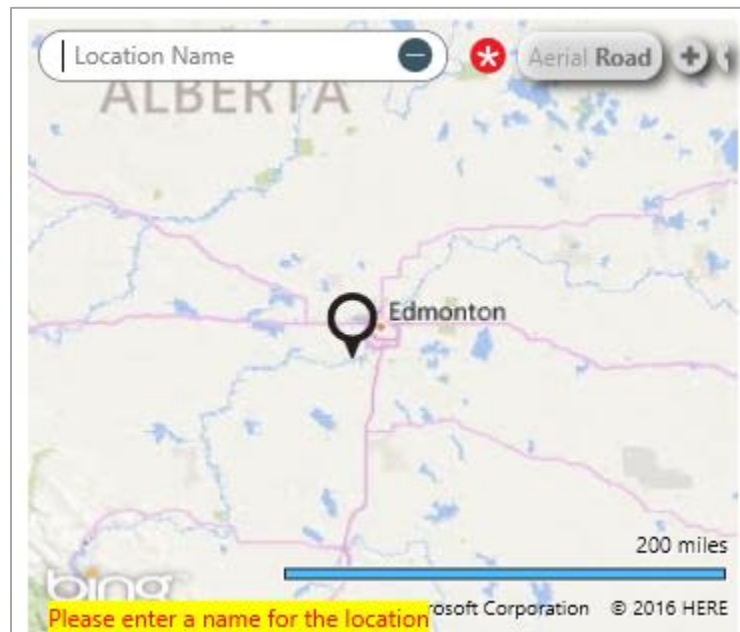 Location Name
Aerial Road
ALBERTA
Edmonton
200 miles
bing
Please enter a name for the location
rosoft Corporation © 2016 HERE